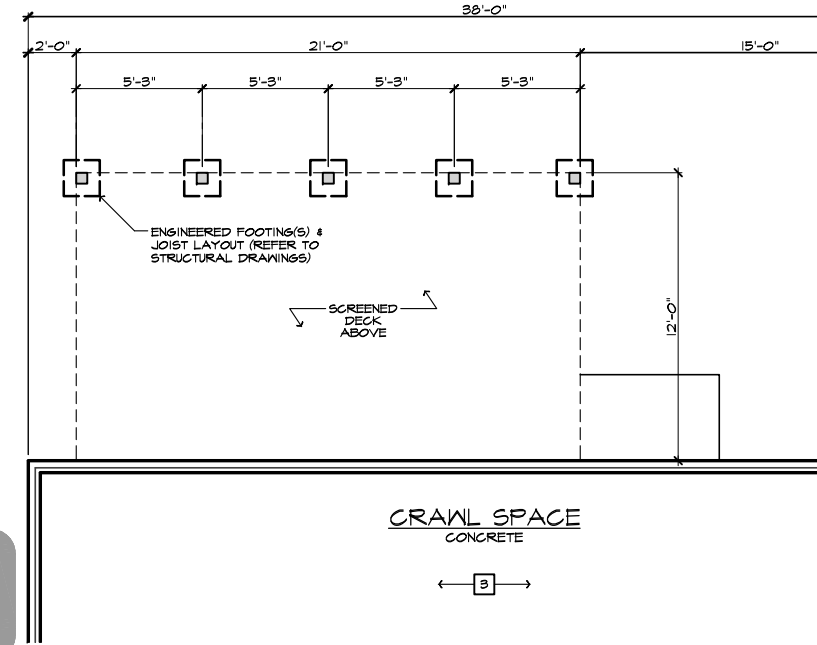 38'-0"
2'-0" 21'-0" 15'-0"
5'-3" 5'-3" 5'-3" 5'-3"
ENGINEERED FOOTING(S) &
JOIST LAYOUT (REFER TO
STRUCTURAL DRAWINGS)
SCREENED
DECK
ABOVE
12'-0"
CRAWL SPACE
CONCRETE
3